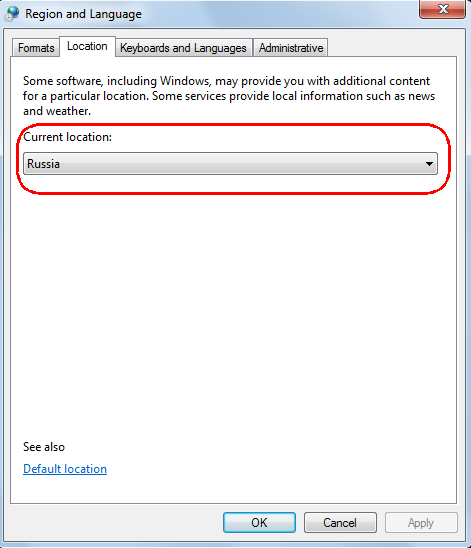 Region and Language
Formats
Location
Keyboards and Languages
Administrative
Some software, including Windows, may provide you with additional content
for a particular location. Some services provide local information such as news
and weather.
Current location:
Russia
See also
Default location
OK
Cancel
Apply